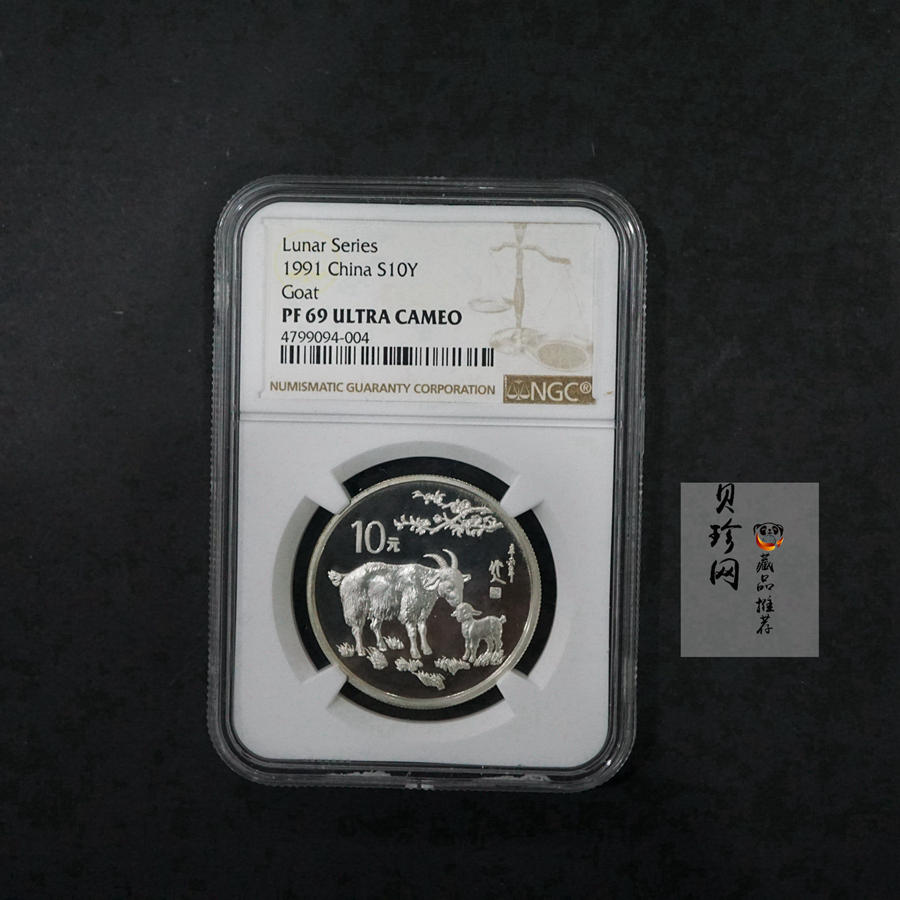 Lunar Series
1991 China S10Y
Goat
PF 69 ULTRA CAMEO
4799094-004
NUMISMATIC GUARANTY CORPORATION
NGC®
10元
贝珍网
藏品推荐